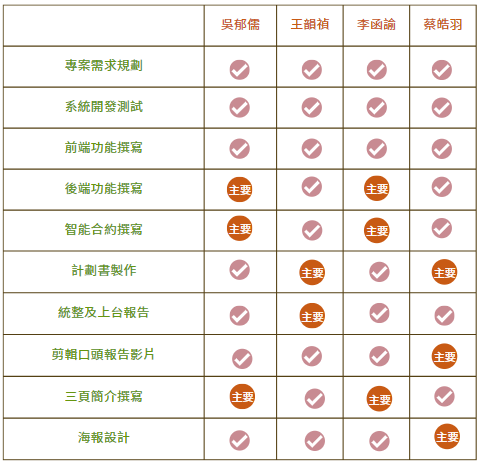 吳郁儒 王韻禎 李函諭 蔡皓羽
專案需求規劃
系統開發測試
前端功能撰寫
後端功能撰寫 主要 主要
智能合約撰寫 主要 主要
計劃書製作 主要 主要
統整及上台報告 主要
剪輯口頭報告影片 主要
三頁簡介撰寫 主要 主要
海報設計 主要